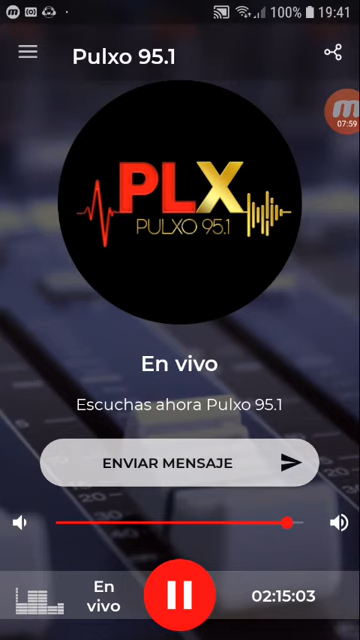 100% 19:41
Pulxo 95.1
07:59
PLX
PULXO 95.1
En vivo
Escuchas ahora Pulxo 95.1
ENVIAR MENSAJE
En
vivo
02:15:03